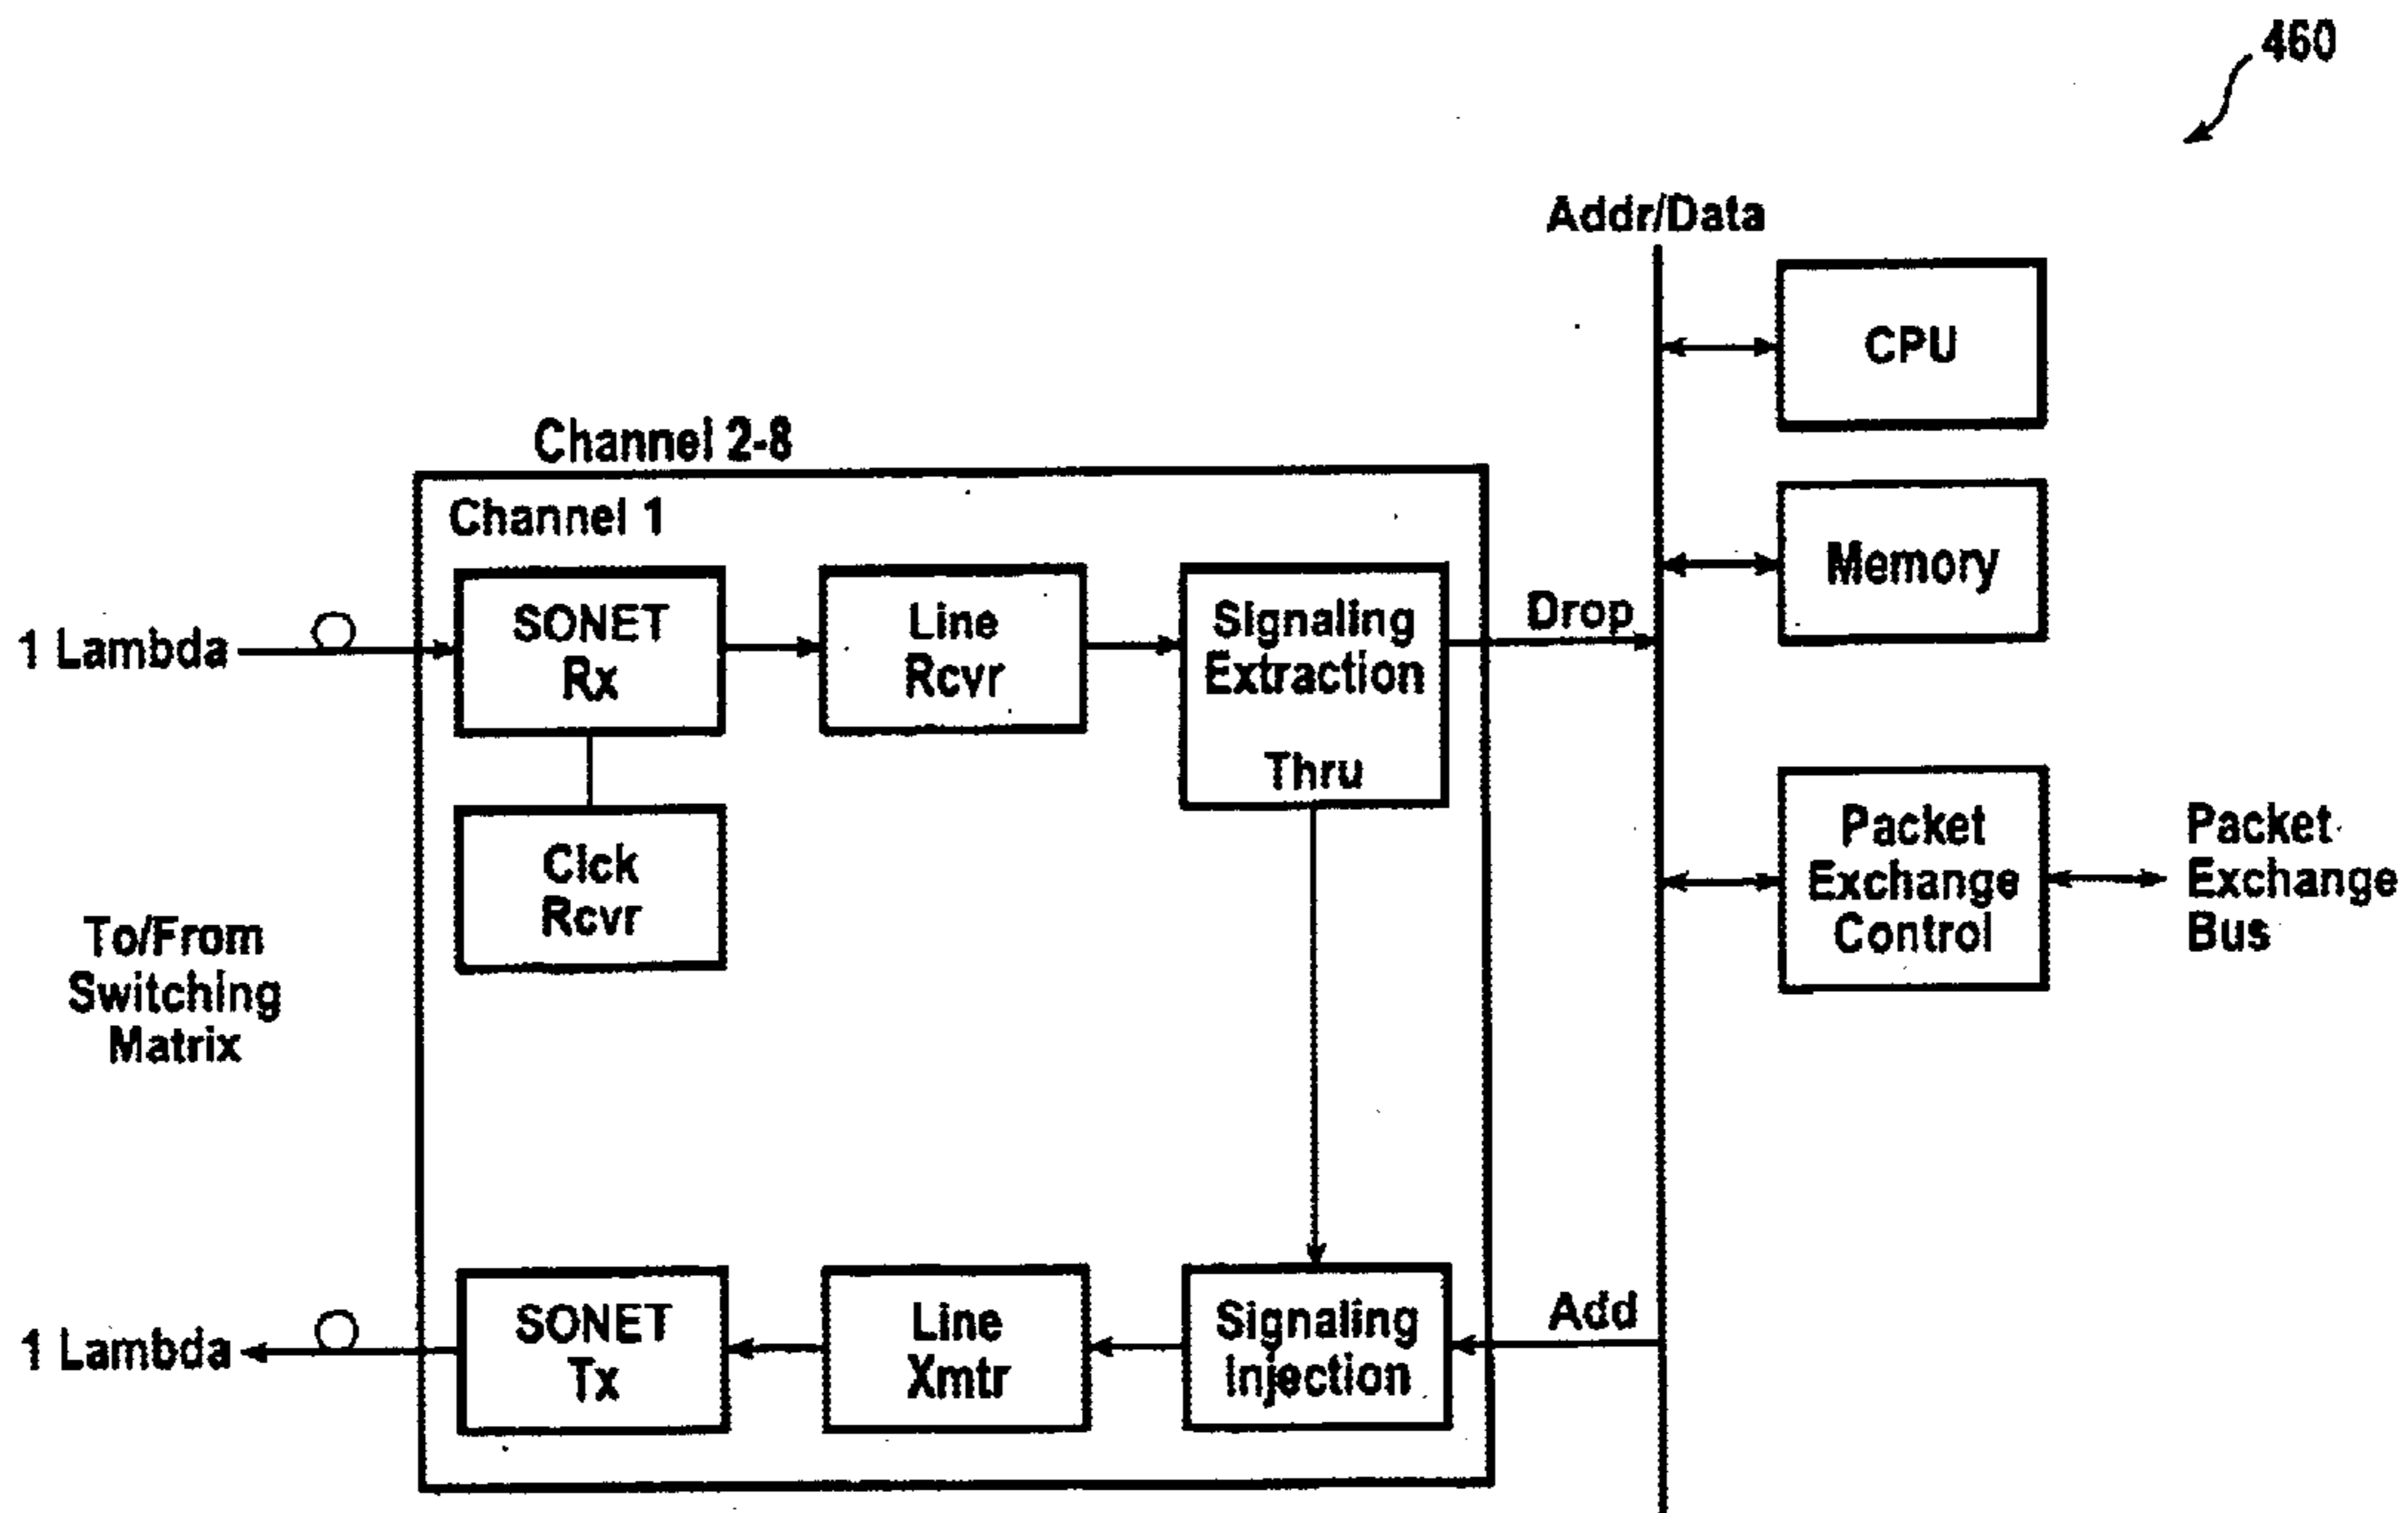 460
Addr/Data
CPU
Channel 2-8
Channel 1
Memory
SONET
Rx
Line
Rcvr
Signaling
Extraction
Thru
Drop
1 Lambda
Clck
Rcvr
Packet
Exchange
Control
Packet
Exchange
Bus
To/From
Switching
Matrix
1 Lambda
SONET
Tx
Line
Xmtr
Signaling
Injection
Add